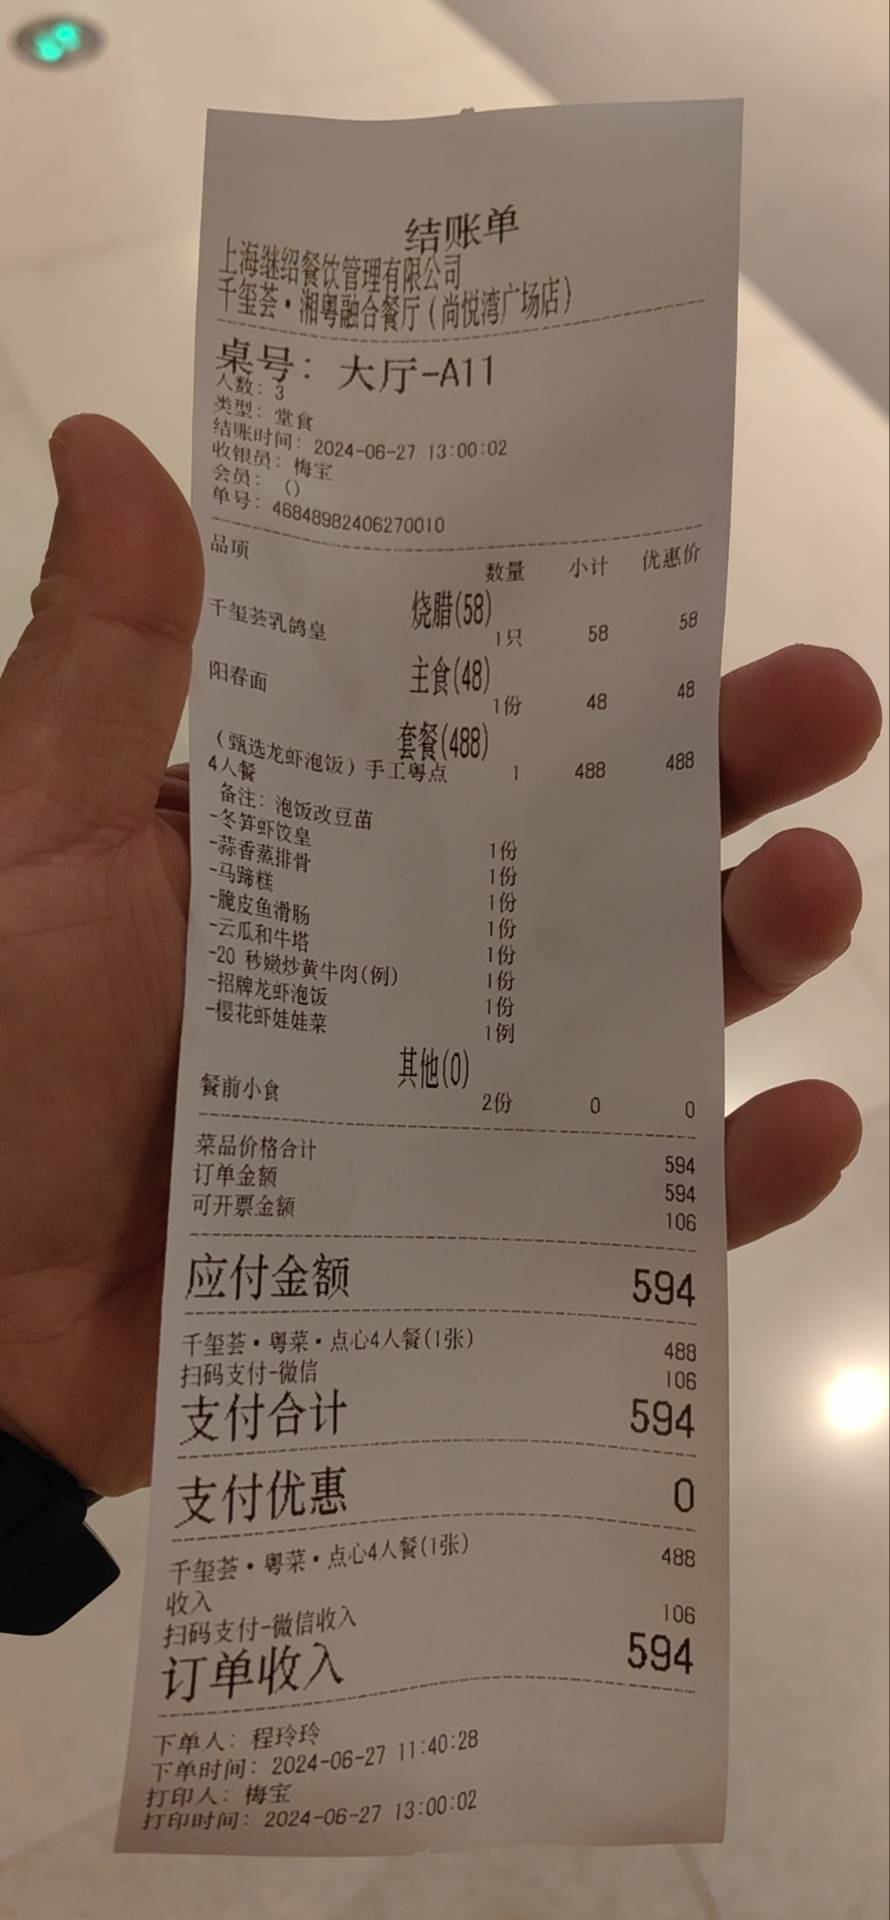 结账单
上海继绍餐饮管理有限公司
千玺荟·湘粤融合餐厅(尚悦湾广场店)
桌号: 大厅-A11
人数: 3
类型: 堂食
结账时间: 2024-06-27 13:00:02
收银员: 梅宝
会员: ()
单号: 46848982406270010
品项 数量 小计 优惠价
烧腊(58)
千玺荟乳鸽皇 1只 58 58
主食(48)
阳春面 1份 48 48
套餐(488)
(甄选龙虾泡饭)手工粤点 1 488 488
4人餐
备注: 泡饭改豆苗
-冬笋虾饺皇 1份
-蒜香蒸排骨 1份
-马蹄糕 1份
-脆皮鱼滑肠 1份
-云瓜和牛塔 1份
-20 秒嫩炒黄牛肉(例) 1份
-招牌龙虾泡饭 1份
-樱花虾娃娃菜 1例
其他(0)
餐前小食 2份 0 0
菜品价格合计 594
订单金额 594
可开票金额 106
应付金额 594
千玺荟·粤菜·点心4人餐(1张) 488
扫码支付-微信 106
支付合计 594
支付优惠 0
千玺荟·粤菜·点心4人餐(1张) 488
收入
扫码支付-微信收入 106
订单收入 594
下单人: 程玲玲
下单时间: 2024-06-27 11:40:28
打印人: 梅宝
打印时间: 2024-06-27 13:00:02